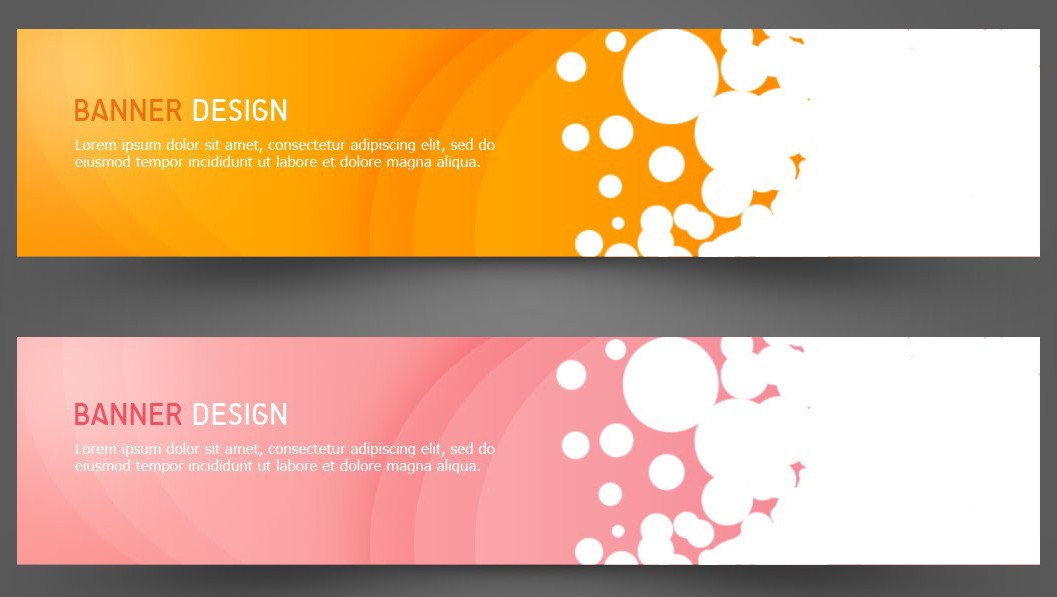 BANNER DESIGN
Lorem ipsum dolor sit amet, consectetur adipiscing elit, sed do
eiusmod tempor incididunt ut labore et dolore magna aliqua.
BANNER DESIGN
Lorem ipsum dolor sit amet, consectetur adipiscing elit, sed do
eiusmod tempor incididunt ut labore et dolore magna aliqua.